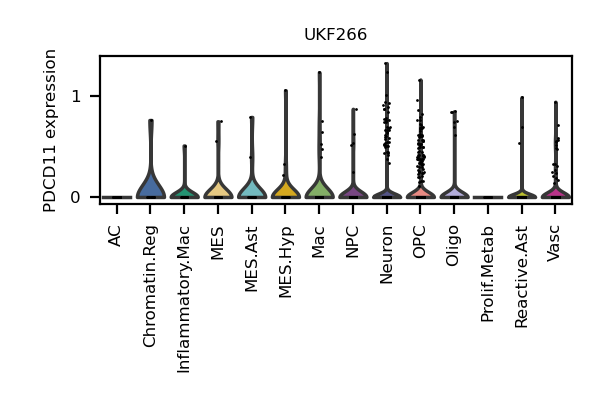 UKF266
PDCD11 expression
1
0
AC
Chromatin.Reg
Inflammatory.Mac
MES
MES.Ast
MES.Hyp
Mac
NPC
Neuron
OPC
Oligo
Prolif.Metab
Reactive.Ast
Vasc